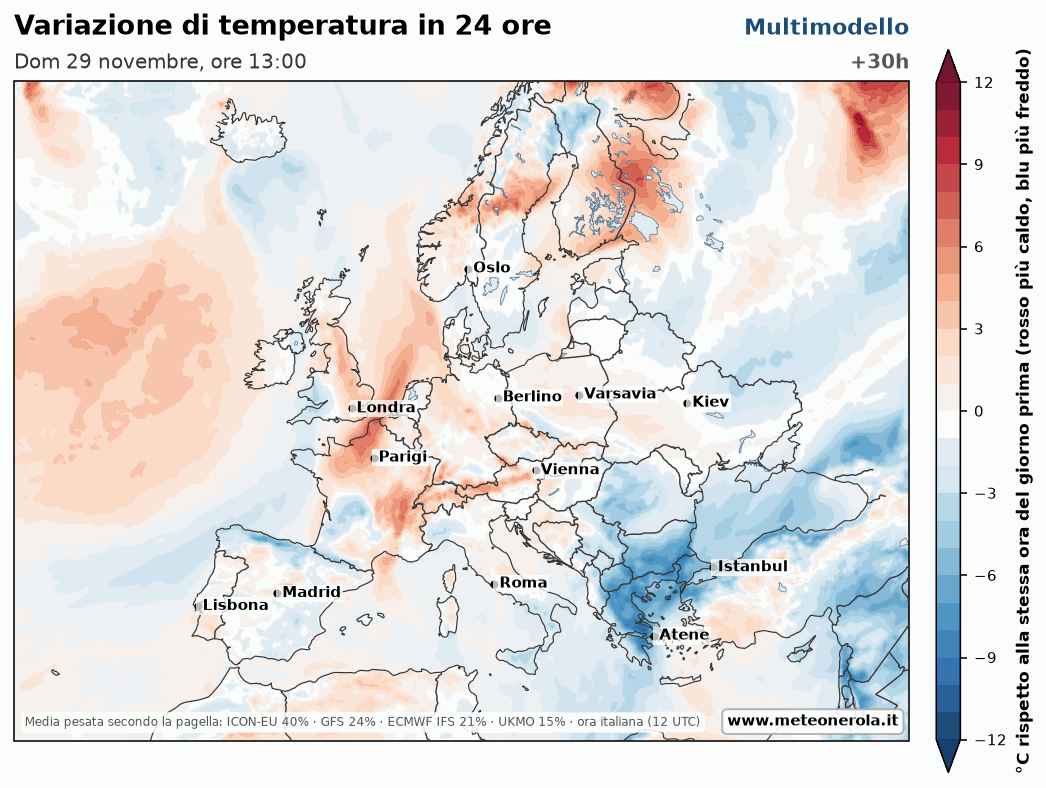 Variazione di temperatura in 24 ore
Multimodello
Dom 29 novembre, ore 13:00
+30h
Oslo
Londra
Berlino
Varsavia
Kiev
Parigi
Vienna
Istanbul
Roma
Madrid
Lisbona
Atene
Media pesata secondo la pagella: ICON-EU 40% · GFS 24% · ECMWF IFS 21% · UKMO 15% · ora italiana (12 UTC)
www.meteonerola.it
12
9
6
3
0
−3
−6
−9
−12
°C rispetto alla stessa ora del giorno prima (rosso più caldo, blu più freddo)